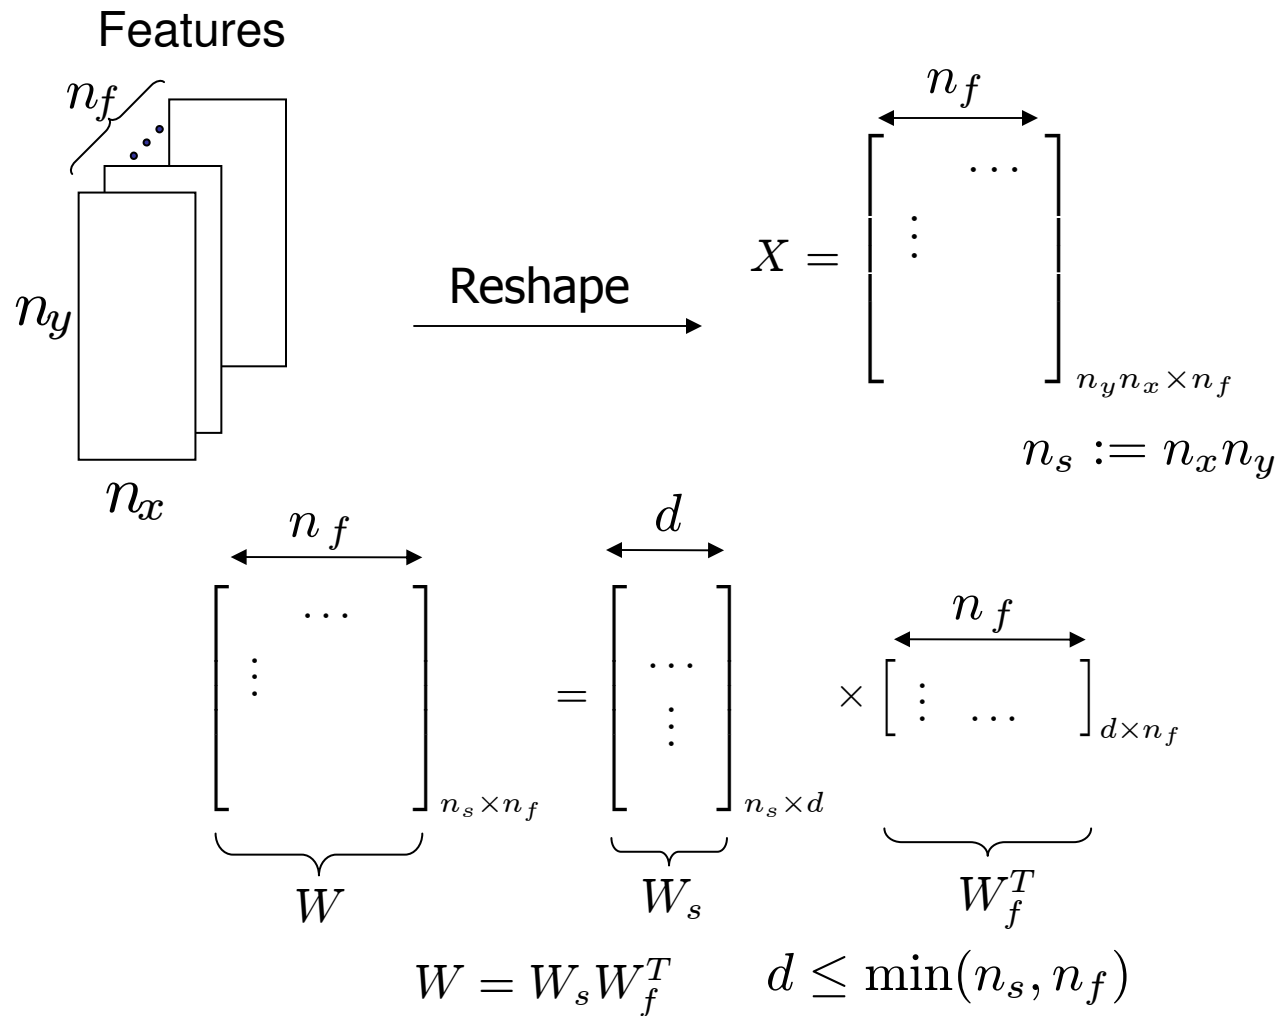 Features
n_f
n_y
n_x
Reshape
n_f
X = [ ⋯ ⋮ ]_{n_y n_x × n_f}
n_s := n_x n_y
n_f
d
n_f
[ ⋯ ⋮ ]_{n_s × n_f} = [ ⋯ ⋮ ]_{n_s × d} × [ ⋮ ⋯ ]_{d × n_f}
W
W_s
W_f^T
W = W_s W_f^T
d ≤ min(n_s, n_f)